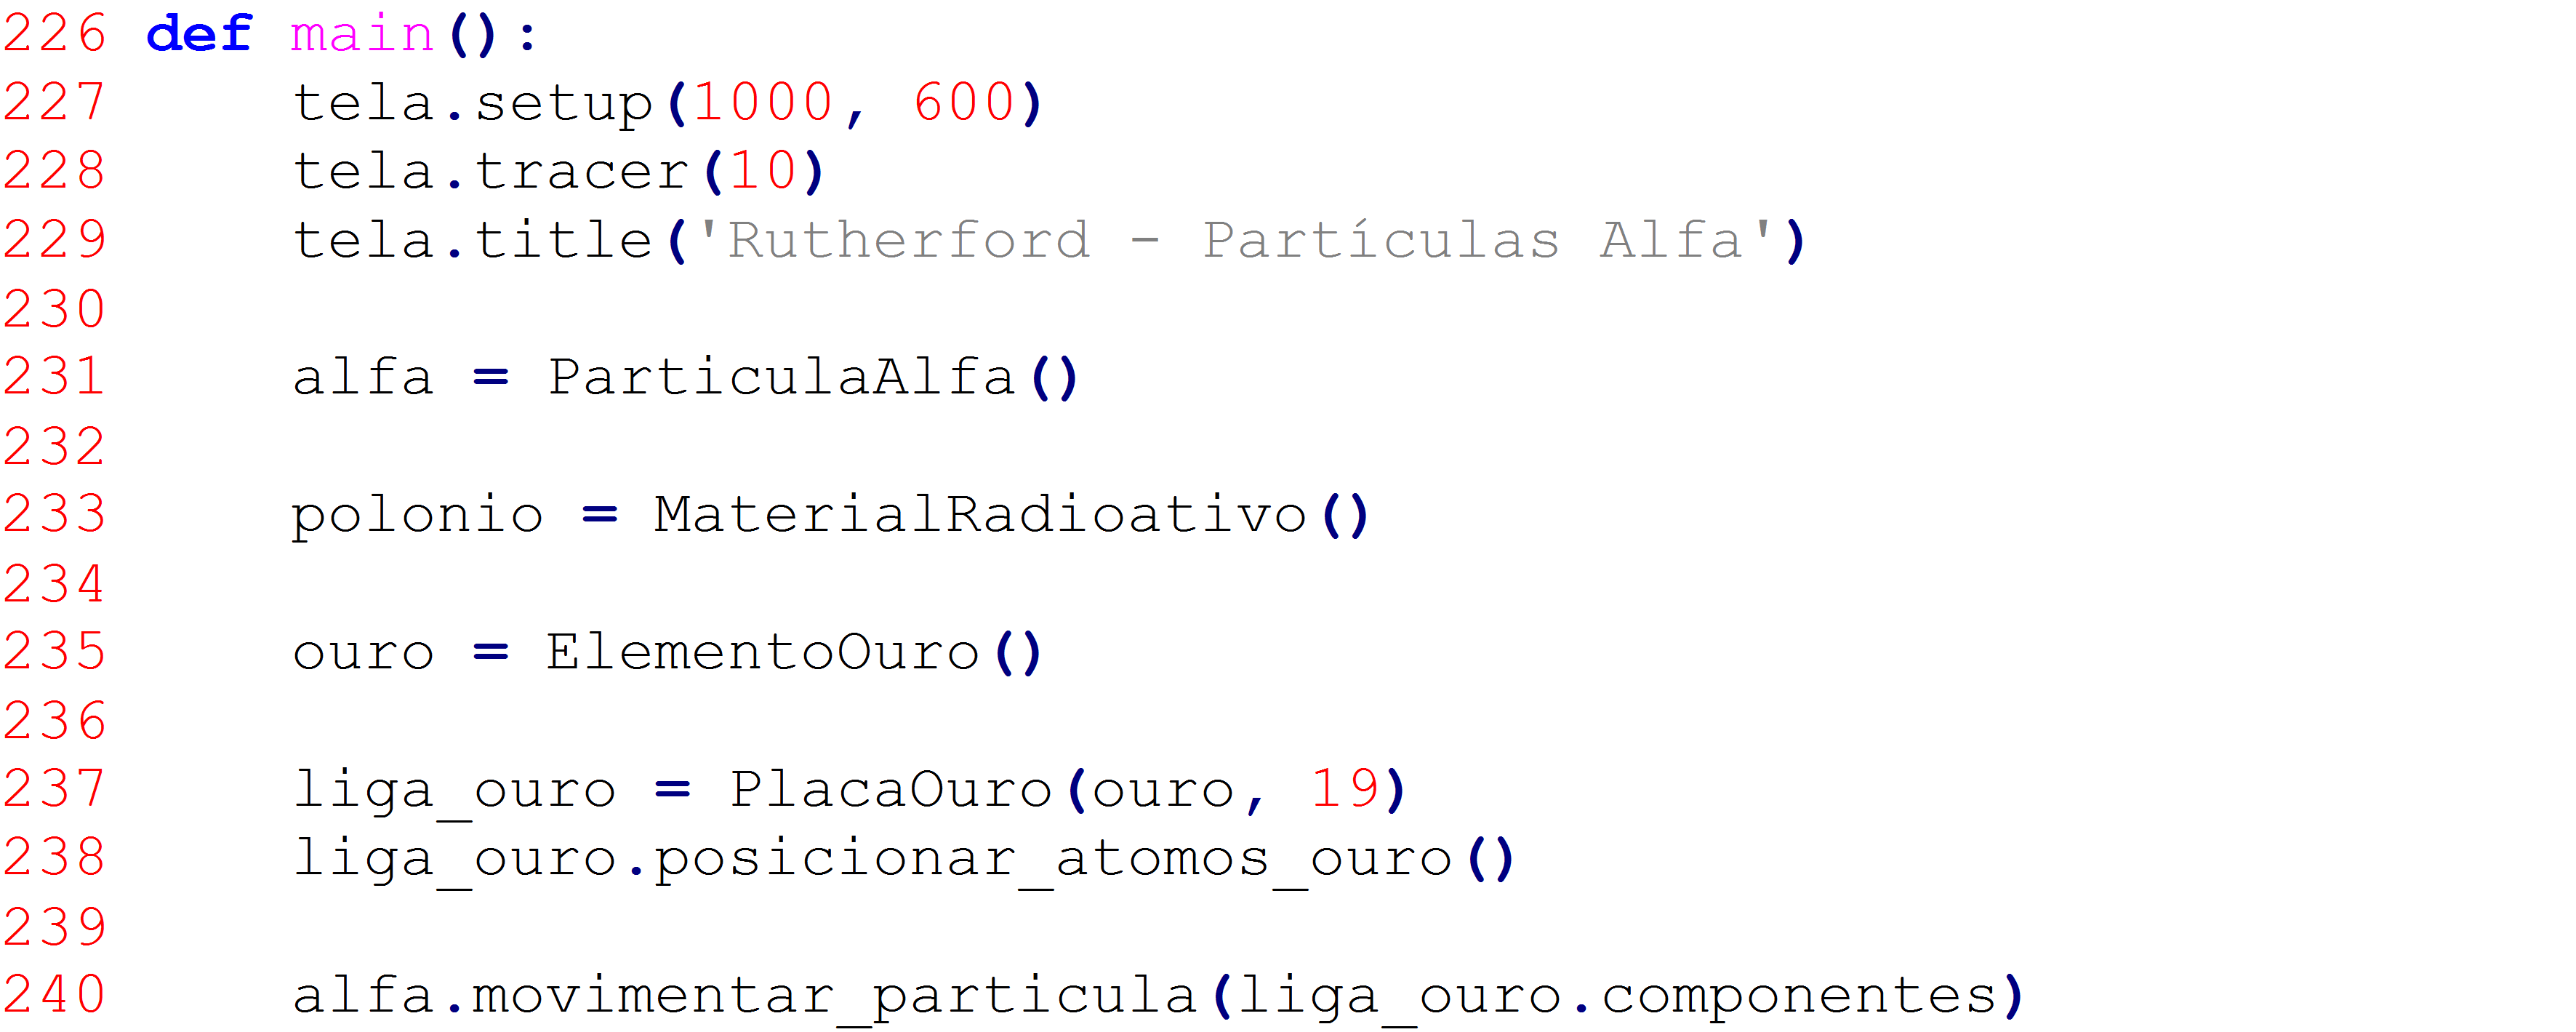 226 def main():
227     tela.setup(1000, 600)
228     tela.tracer(10)
229     tela.title('Rutherford - Partículas Alfa')
230
231     alfa = ParticulaAlfa()
232
233     polonio = MaterialRadioativo()
234
235     ouro = ElementoOuro()
236
237     liga_ouro = PlacaOuro(ouro, 19)
238     liga_ouro.posicionar_atomos_ouro()
239
240     alfa.movimentar_particula(liga_ouro.componentes)